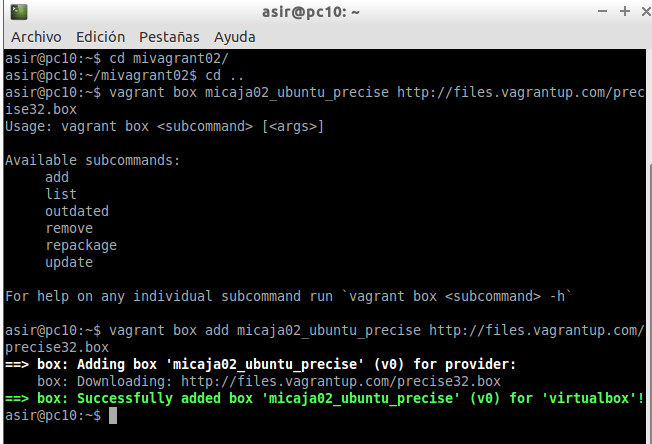 asir@pc10: ~
Archivo Edición Pestañas Ayuda
asir@pc10:~$ cd mivagrant02/
asir@pc10:~/mivagrant02$ cd ..
asir@pc10:~$ vagrant box micaja02_ubuntu_precise http://files.vagrantup.com/prec
ise32.box
Usage: vagrant box <subcommand> [<args>]
Available subcommands:
add
list
outdated
remove
repackage
update
For help on any individual subcommand run `vagrant box <subcommand> -h`
asir@pc10:~$ vagrant box add micaja02_ubuntu_precise http://files.vagrantup.com/
precise32.box
==> box: Adding box 'micaja02_ubuntu_precise' (v0) for provider:
box: Downloading: http://files.vagrantup.com/precise32.box
==> box: Successfully added box 'micaja02_ubuntu_precise' (v0) for 'virtualbox'!
asir@pc10:~$